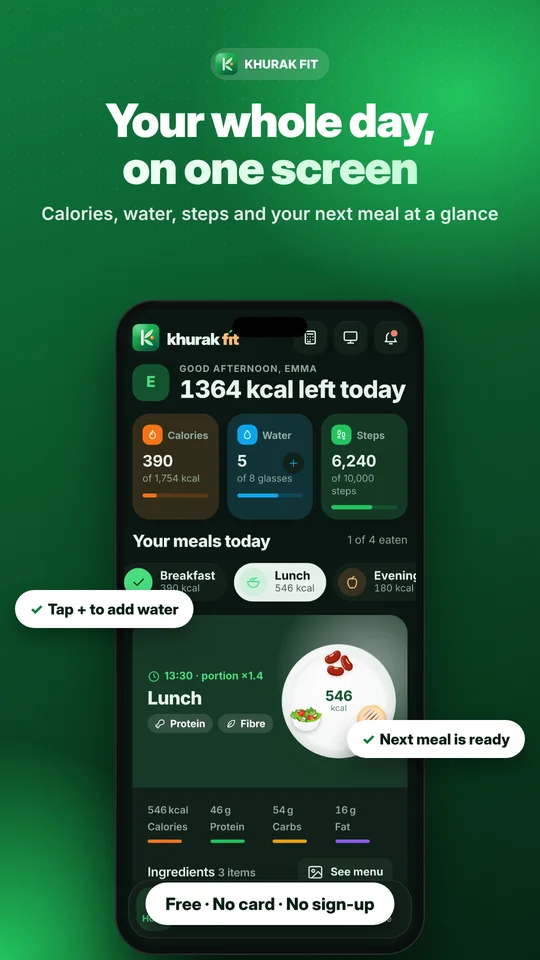 KHURAK FIT
Your whole day,
on one screen
Calories, water, steps and your next meal at a glance
khurak fit
GOOD AFTERNOON, EMMA
E
1364 kcal left today
Calories
Water
Steps
390
5
+
6,240
of 1,754 kcal
of 8 glasses
of 10,000
steps
Your meals today
1 of 4 eaten
Breakfast
390 kcal
Lunch
546 kcal
Evening
180 kcal
✓ Tap + to add water
13:30 · portion ×1.4
Lunch
Protein
Fibre
546
kcal
✓ Next meal is ready
546 kcal
46 g
54 g
16 g
Calories
Protein
Carbs
Fat
Ingredients 3 items
See menu
Free · No card · No sign-up